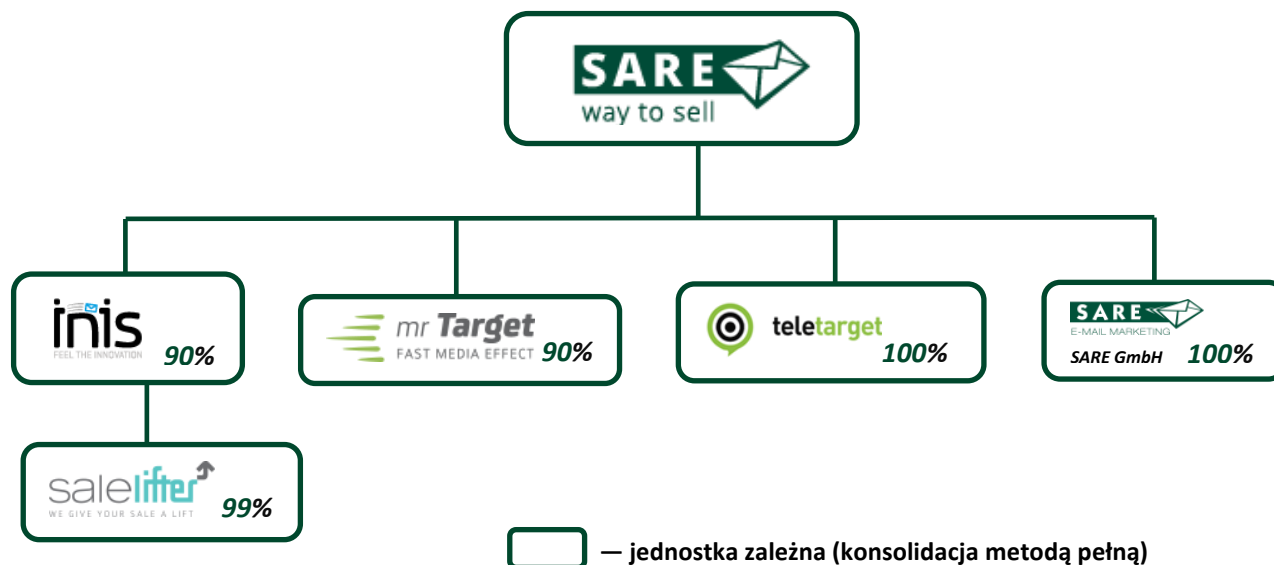 SARE
way to sell
inis
FEEL THE INNOVATION
90%
mr Target
FAST MEDIA EFFECT
90%
teletarget
100%
SARE
E-MAIL MARKETING
SARE GmbH 100%
salelifter
WE GIVE YOUR SALE A LIFT
99%
— jednostka zależna (konsolidacja metodą pełną)